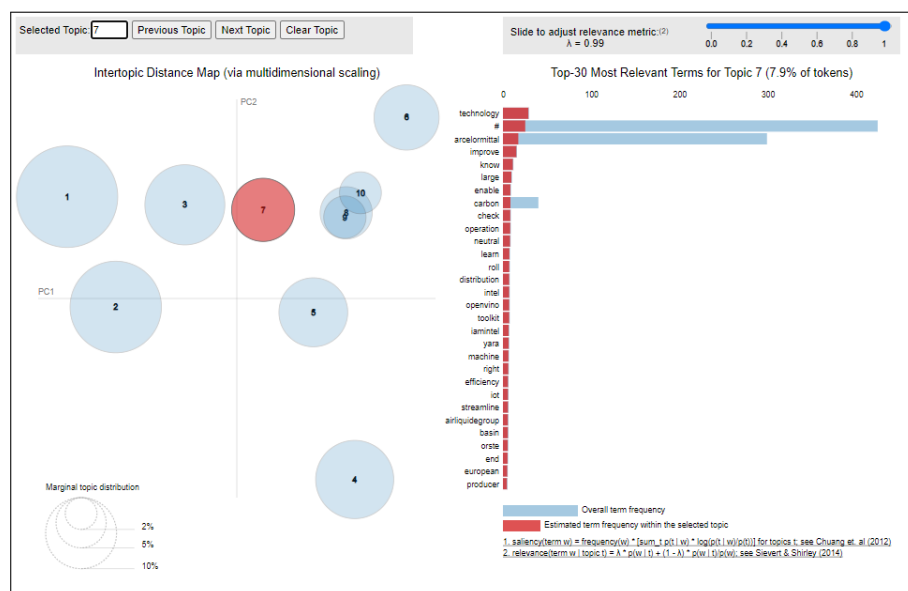 Selected Topic: 7 Previous Topic Next Topic Clear Topic
Slide to adjust relevance metric:(2)
λ = 0.99
0.0 0.2 0.4 0.6 0.8 1
Intertopic Distance Map (via multidimensional scaling)
PC2
PC1
6
1
3
7
10
8
2
5
4
Marginal topic distribution
2%
5%
10%
Top-30 Most Relevant Terms for Topic 7 (7.9% of tokens)
0 100 200 300 400
technology
#
arcelormittal
improve
know
large
enable
carbon
check
operation
neutral
learn
roll
distribution
intel
openvino
toolkit
iamintel
yara
machine
right
efficiency
iot
streamline
airliquidegroup
basin
orste
end
european
producer
Overall term frequency
Estimated term frequency within the selected topic
1. saliency(term w) = frequency(w) * [sum_t p(t | w) * log(p(t | w)/p(t))] for topics t; see Chuang et. al (2012)
2. relevance(term w | topic t) = λ * p(w | t) + (1 - λ) * p(w | t)/p(w); see Sievert & Shirley (2014)